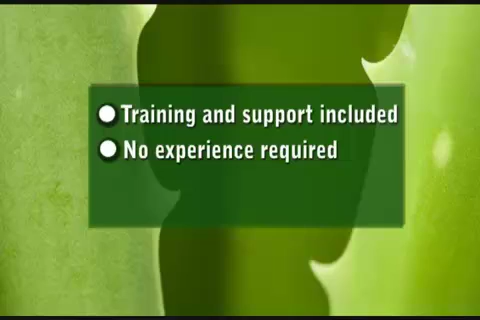 Training and support included
No experience required